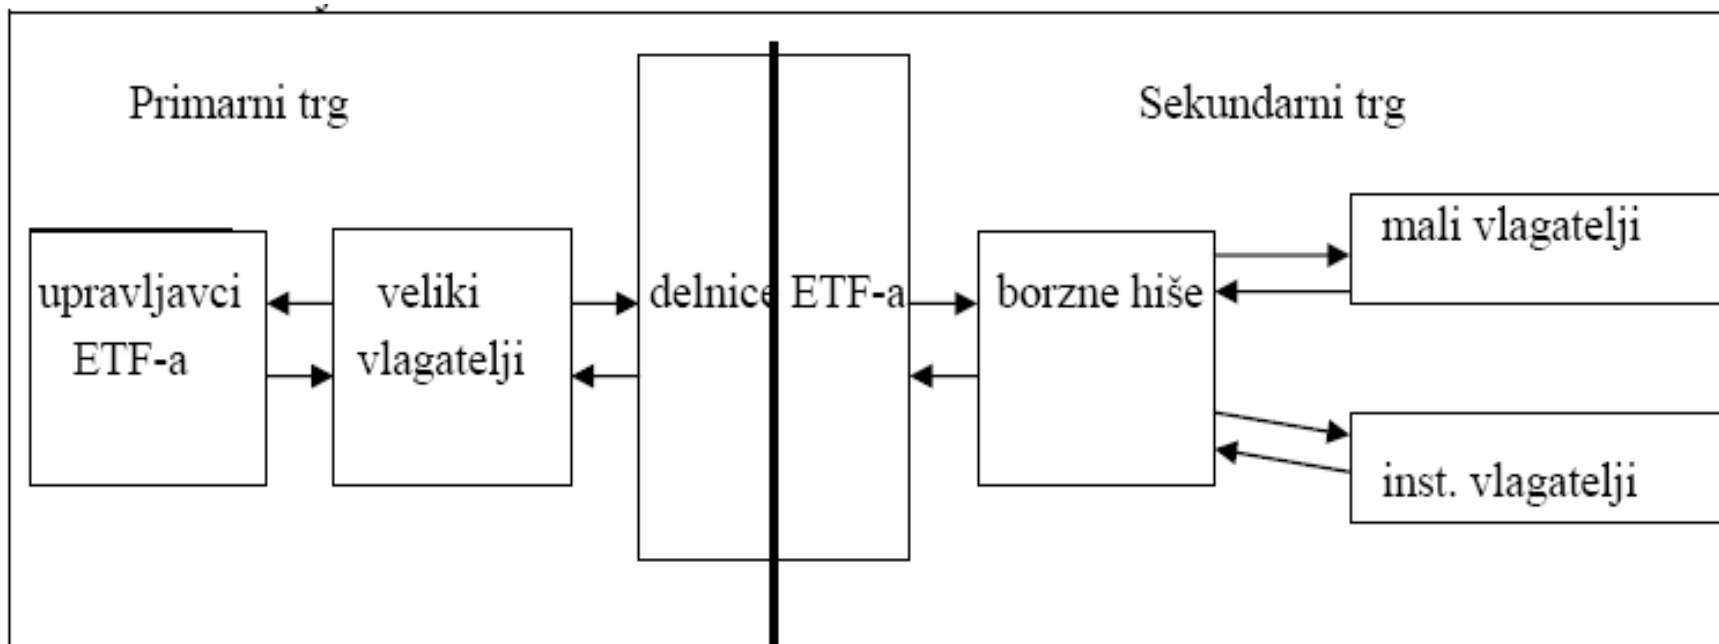 Primarni trg
Sekundarni trg
upravljavci
ETF-a
veliki
vlagatelji
delnice ETF-a
borzne hiše
mali vlagatelji
inst. vlagatelji